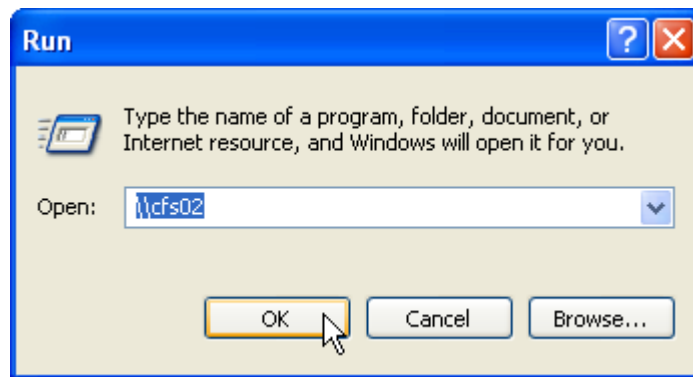 Run
Type the name of a program, folder, document, or
Internet resource, and Windows will open it for you.
Open: \\cfs02
OK Cancel Browse...